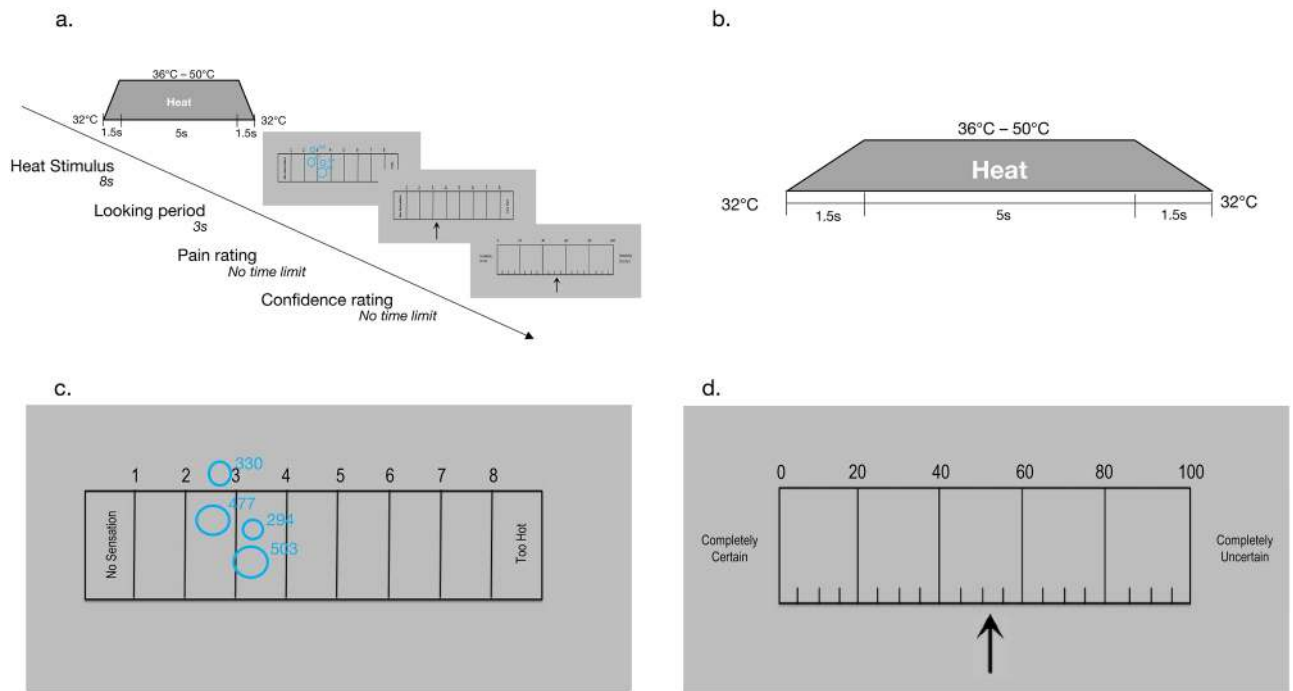 a.
36°C – 50°C
Heat
32°C
32°C
1.5s
5s
1.5s
Heat Stimulus
8s
Looking period
3s
Pain rating
No time limit
Confidence rating
No time limit
b.
36°C – 50°C
Heat
32°C
32°C
1.5s
5s
1.5s
c.
330
1 2 3 4 5 6 7 8
477
294
503
No Sensation
Too Hot
d.
0 20 40 60 80 100
Completely
Certain
Completely
Uncertain